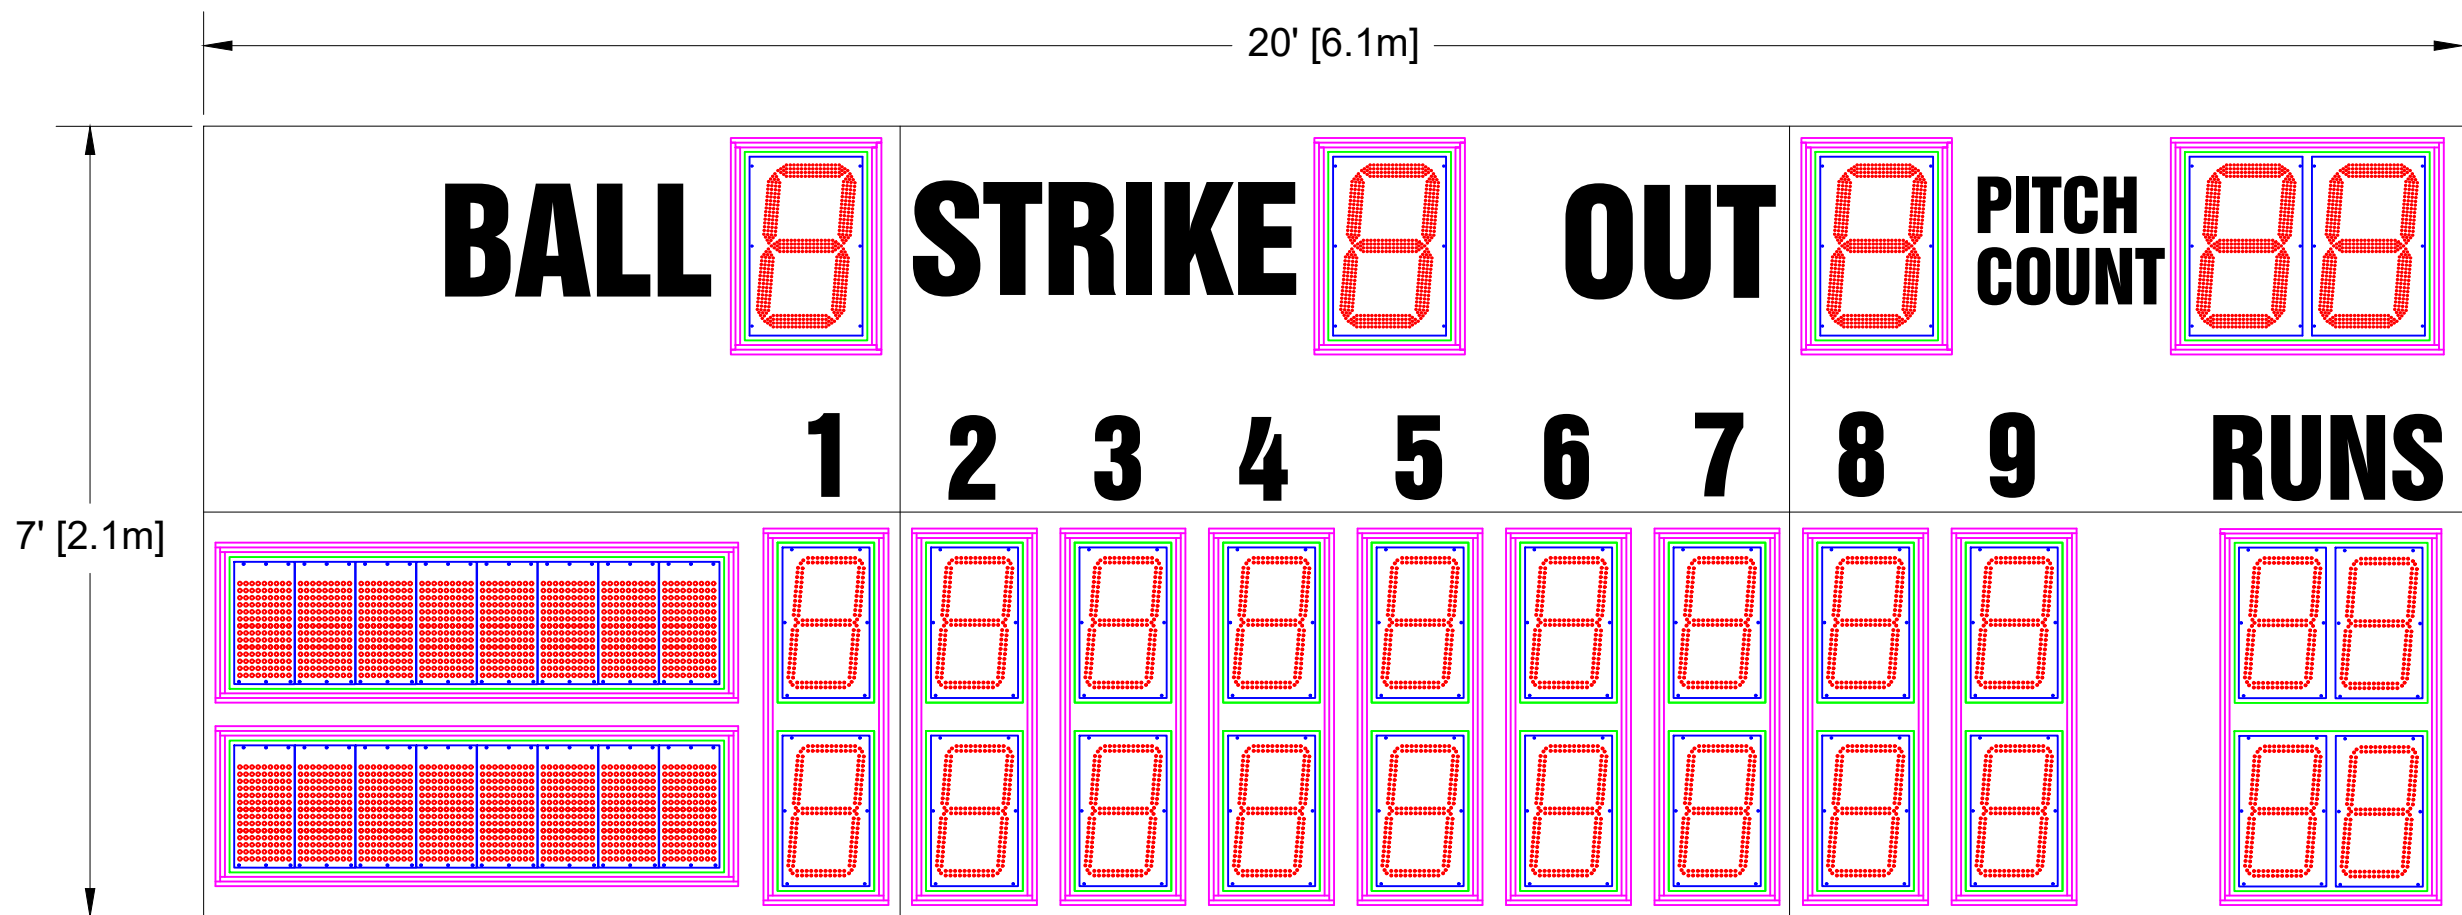 20' [6.1m]
BALL STRIKE OUT PITCH COUNT
1 2 3 4 5 6 7 8 9 RUNS
7' [2.1m]